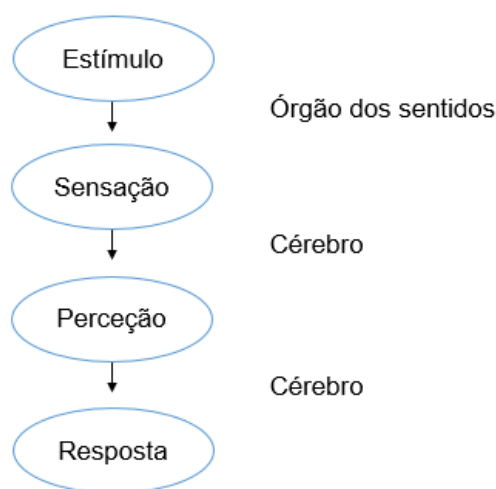 Estímulo
Órgão dos sentidos
Sensação
Cérebro
Perceção
Cérebro
Resposta